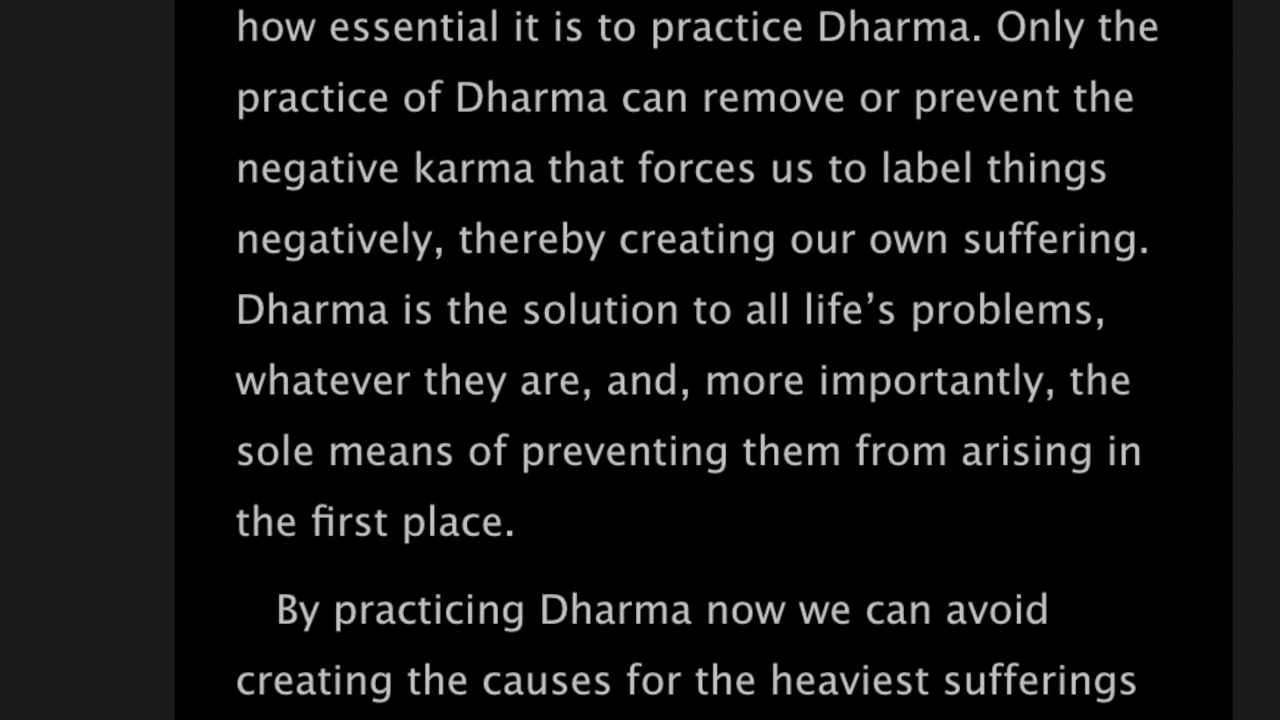 how essential it is to practice Dharma. Only the
practice of Dharma can remove or prevent the
negative karma that forces us to label things
negatively, thereby creating our own suffering.
Dharma is the solution to all life’s problems,
whatever they are, and, more importantly, the
sole means of preventing them from arising in
the first place.
By practicing Dharma now we can avoid
creating the causes for the heaviest sufferings